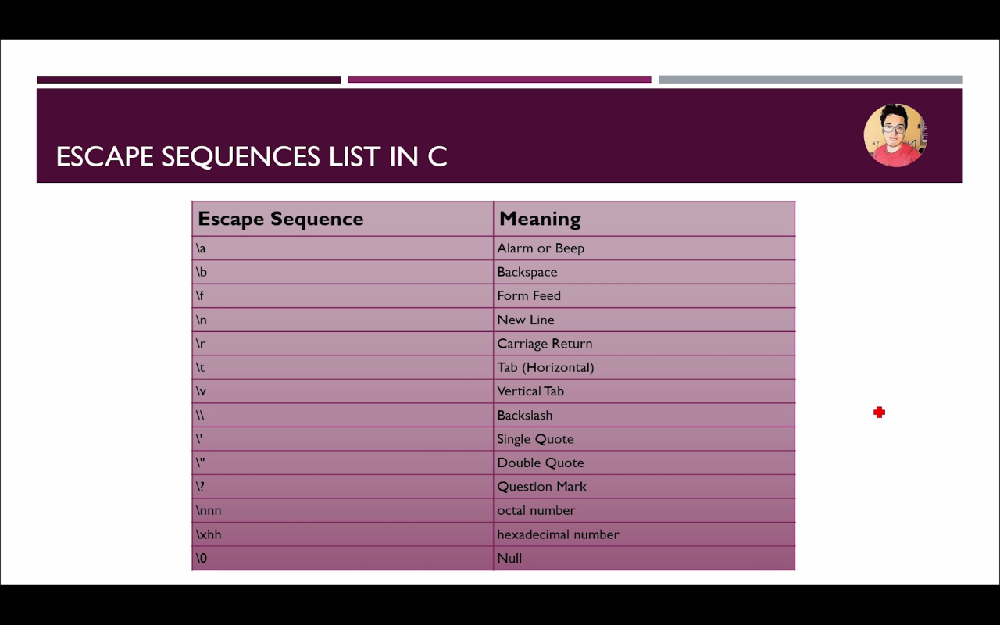 ESCAPE SEQUENCES LIST IN C
Escape Sequence Meaning
\a Alarm or Beep
\b Backspace
\f Form Feed
\n New Line
\r Carriage Return
\t Tab (Horizontal)
\v Vertical Tab
\\ Backslash
\' Single Quote
\" Double Quote
\? Question Mark
\nnn octal number
\xhh hexadecimal number
\0 Null